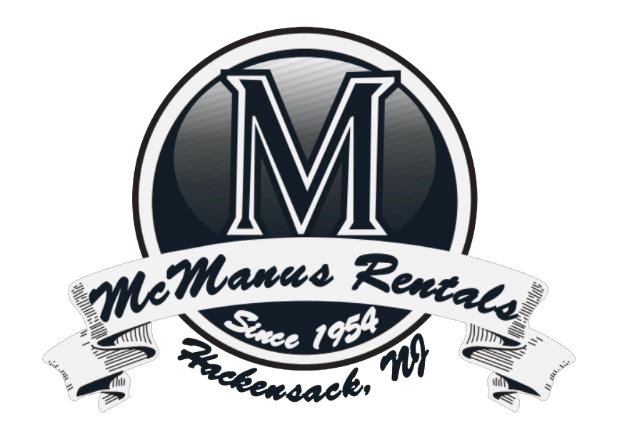 M
McManus Rentals
Since 1954
Hackensack, NJ